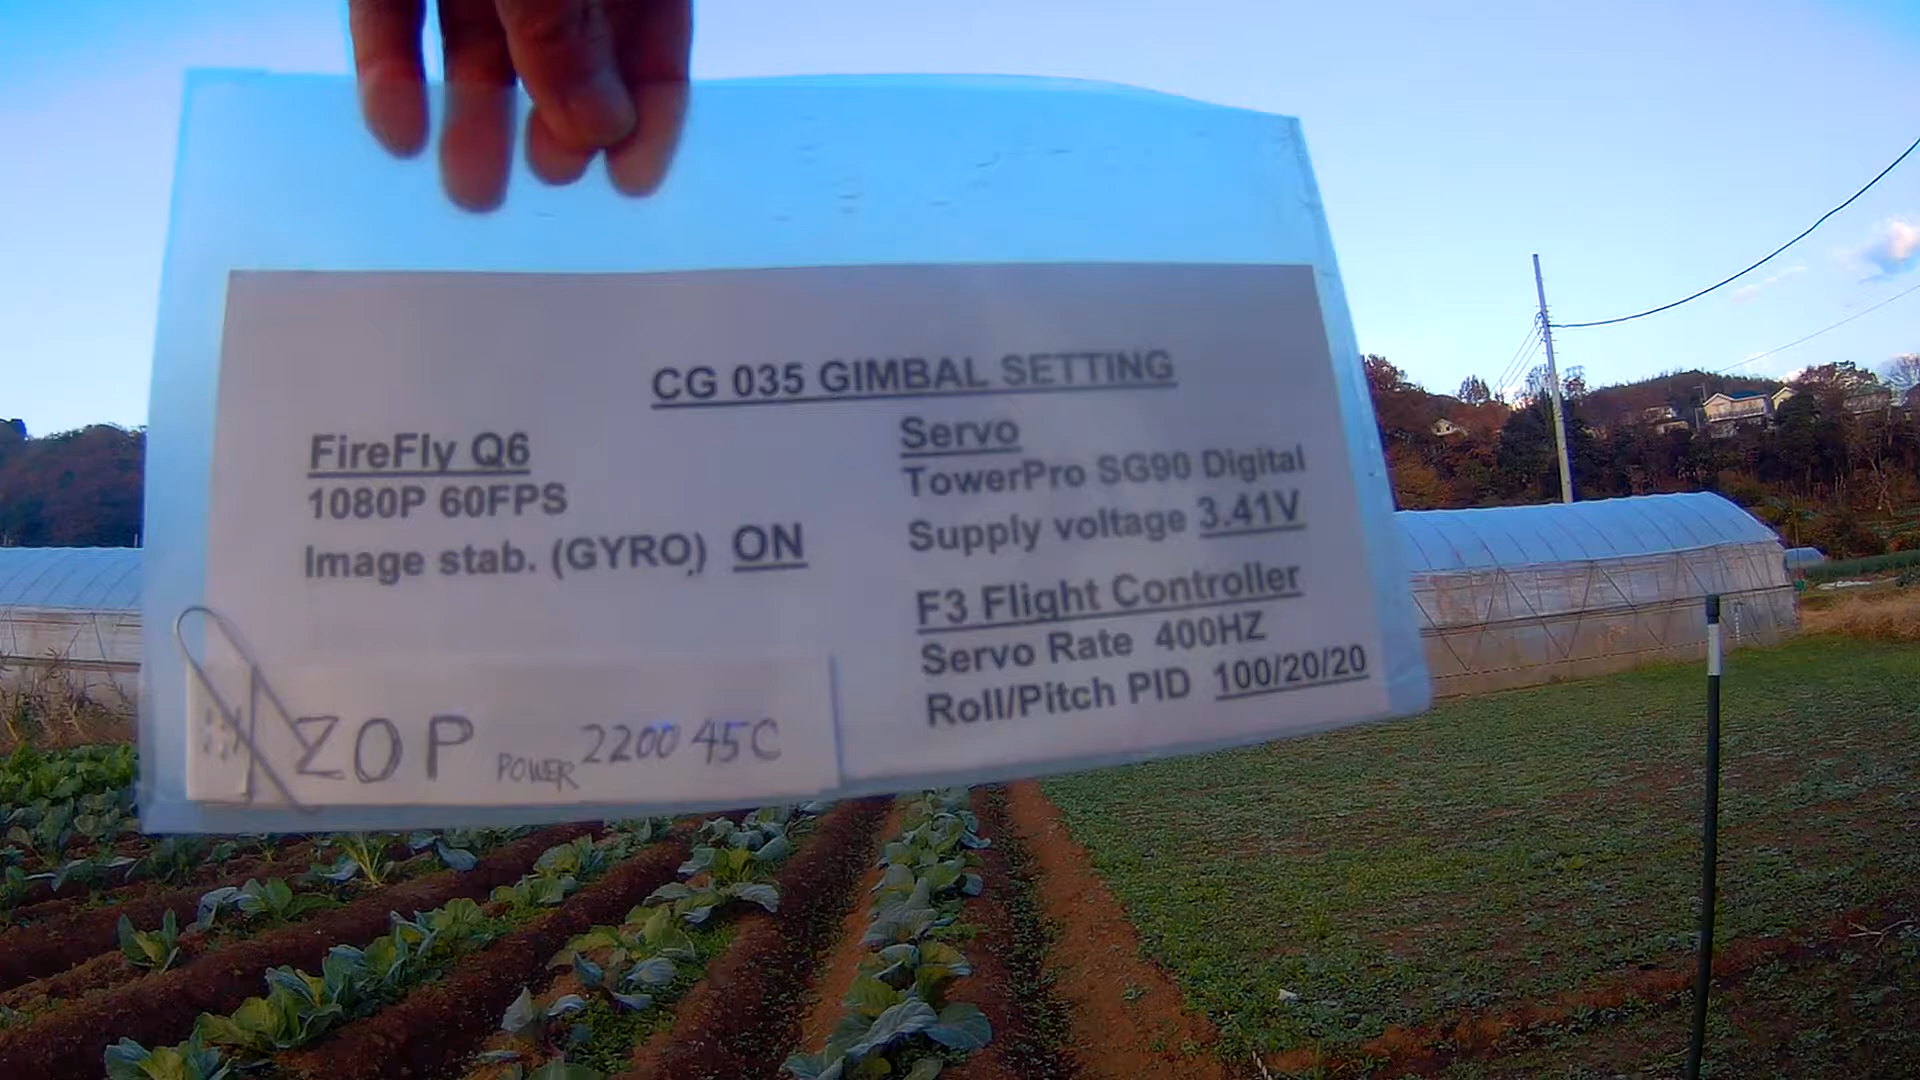 CG 035 GIMBAL SETTING
FireFly Q6
1080P 60FPS
Image stab. (GYRO) ON
Servo
TowerPro SG90 Digital
Supply voltage 3.41V
F3 Flight Controller
Servo Rate 400HZ
Roll/Pitch PID 100/20/20
ZOP POWER 2200 45C